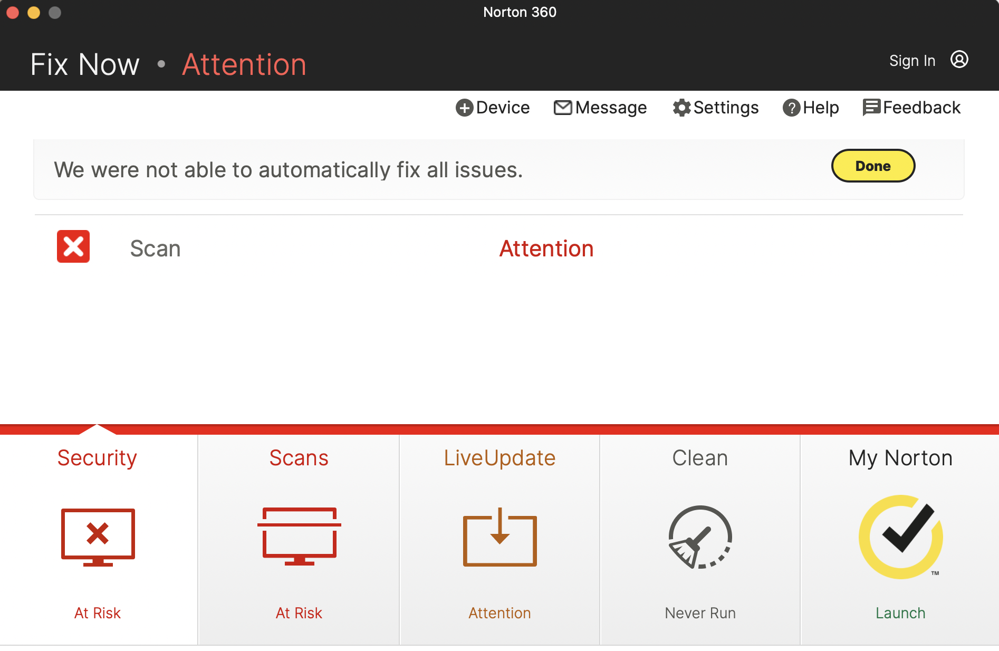 Norton 360
Fix Now • Attention
Sign In
Device Message Settings Help Feedback
We were not able to automatically fix all issues.
Done
Scan Attention
Security Scans LiveUpdate Clean My Norton
TM
At Risk At Risk Attention Never Run Launch